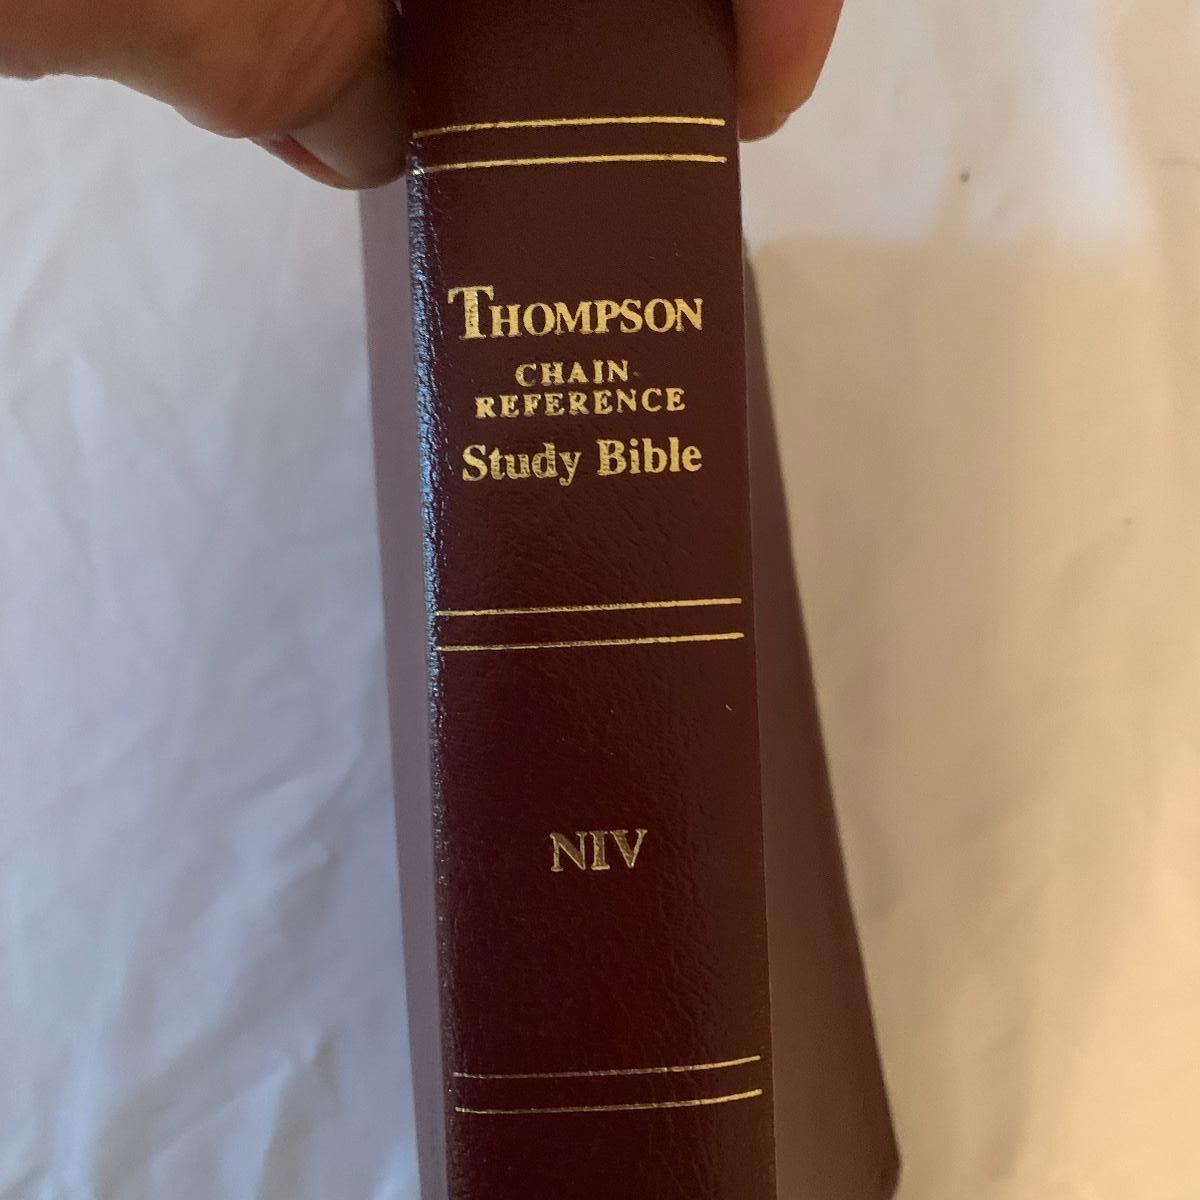 THOMPSON
CHAIN-
REFERENCE
Study Bible
NIV